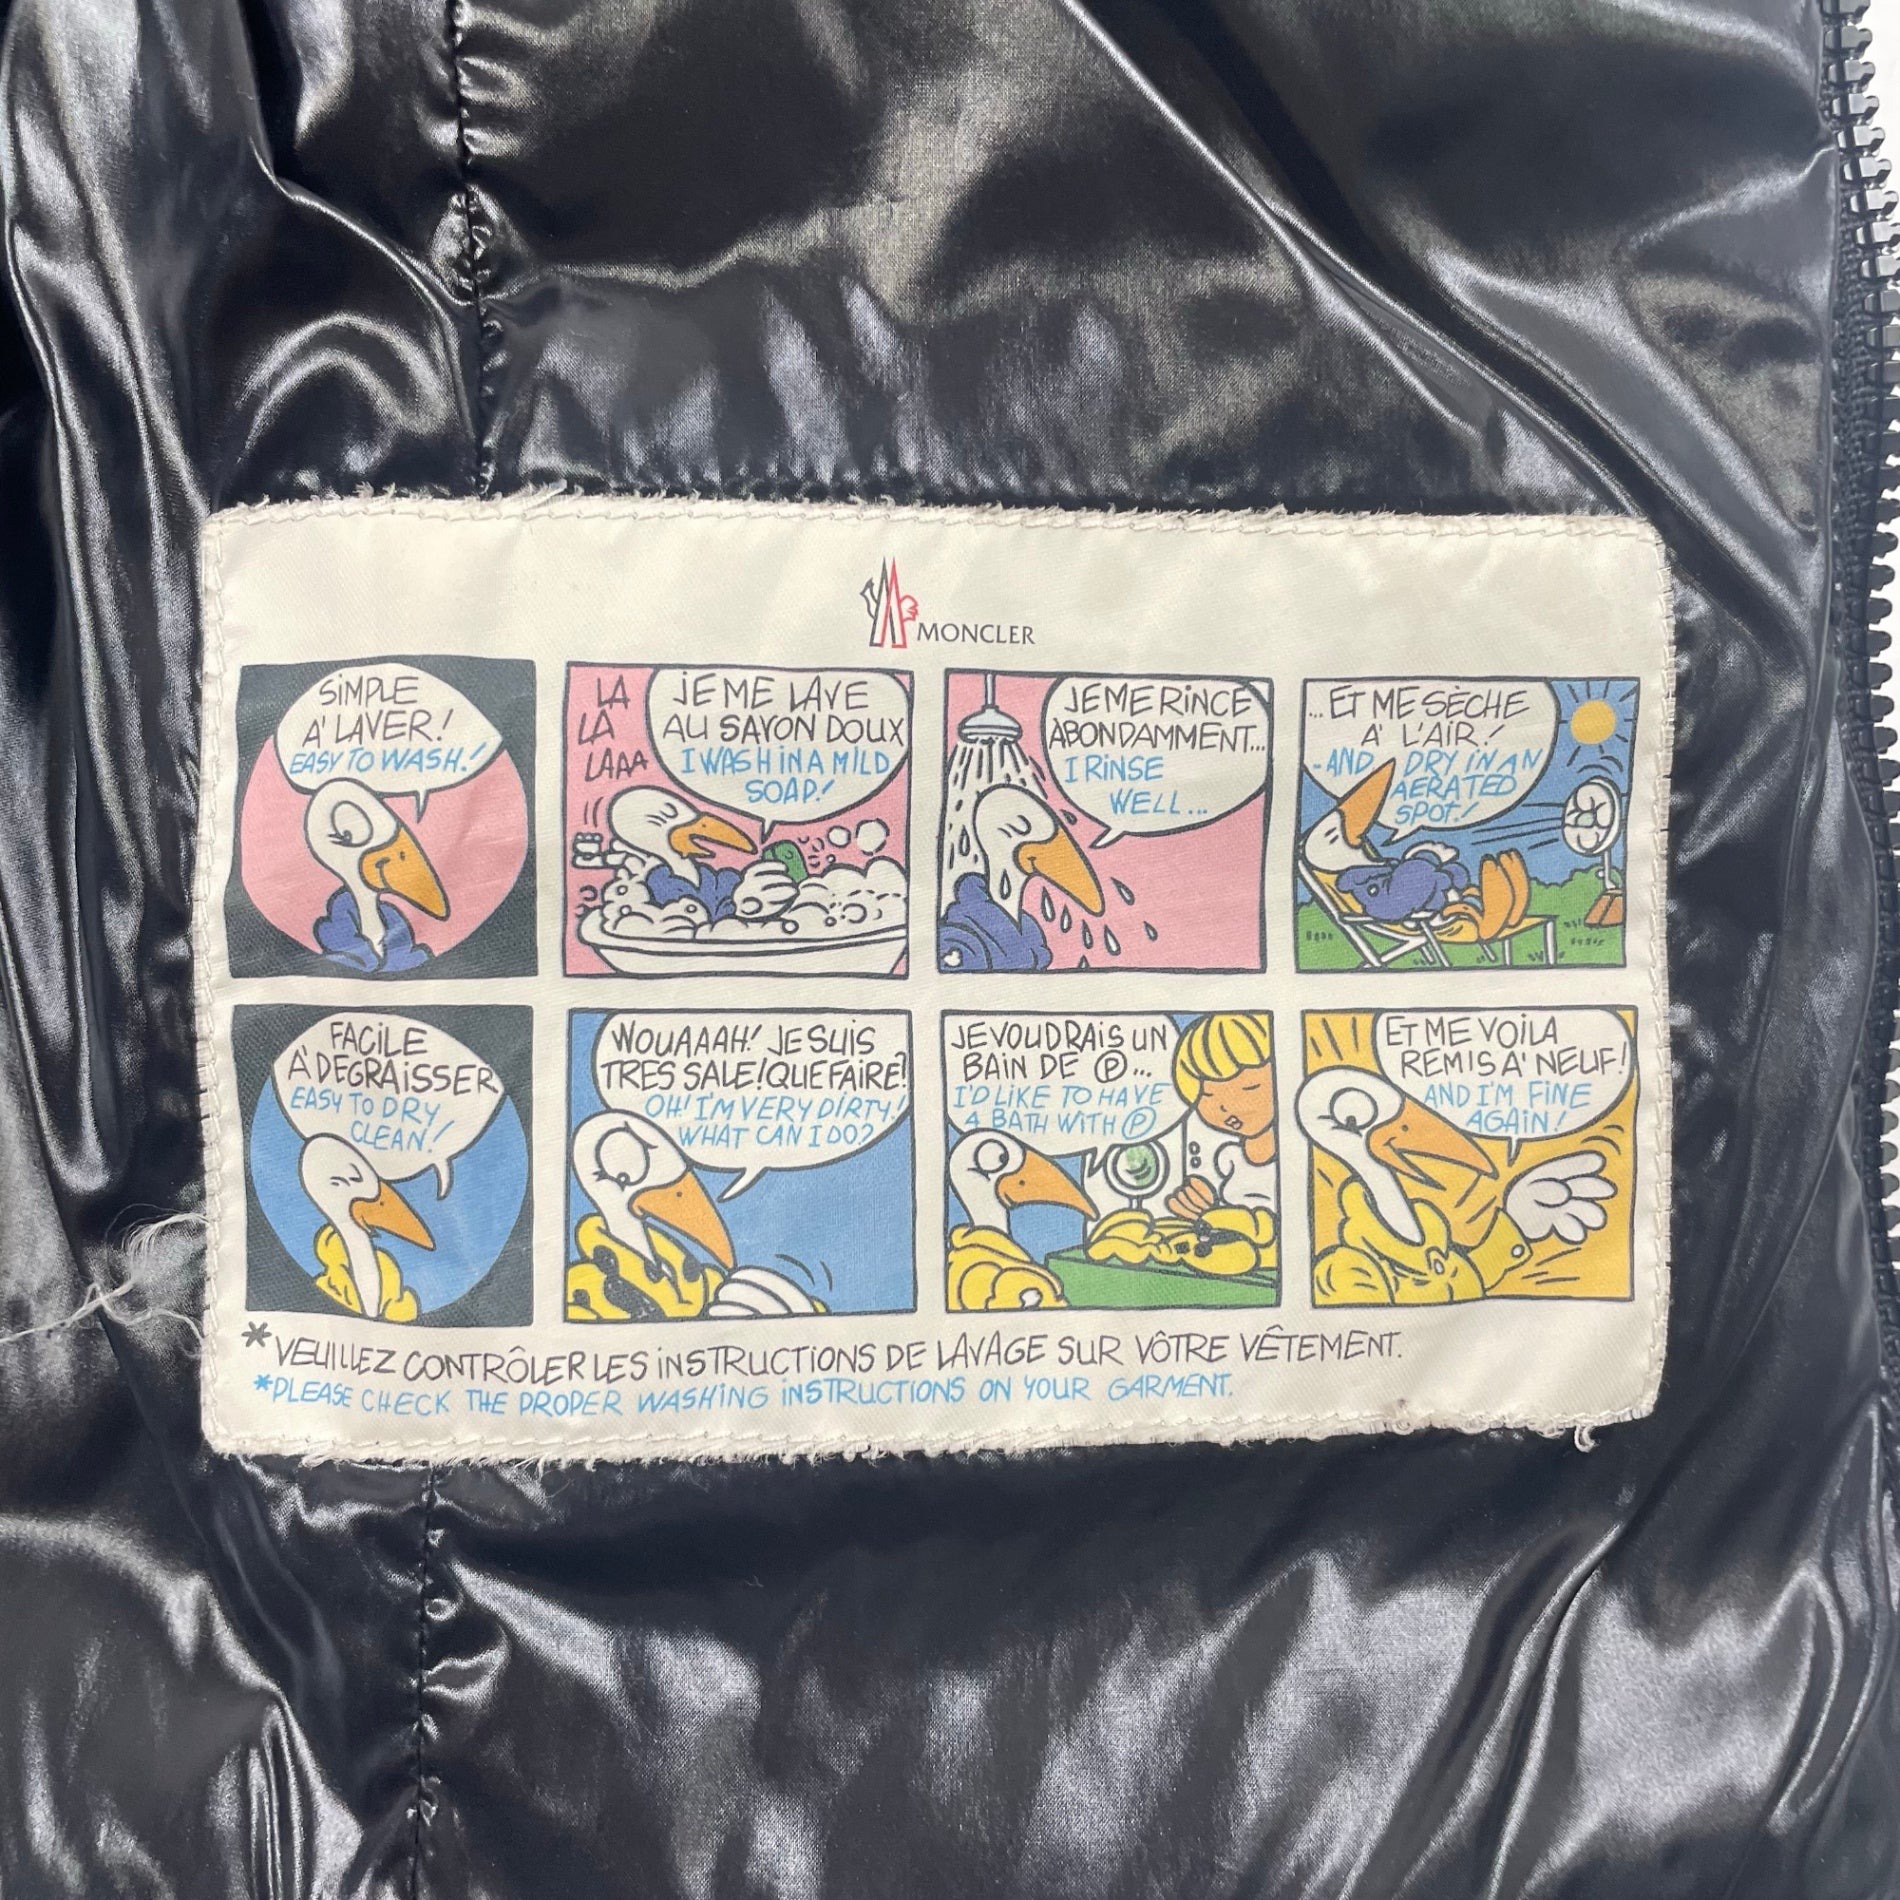 MONCLER
SiMPLE
A' LAVER!
EASY TO WASH!
LA
LA
LAAA
JE ME LAVE
AU SAVON DOUX
I WASH iN A MiLD
SOAP!
JE ME RiNCE
ABONDAMMENT...
I RiNSE
WELL...
...ET ME SÈCHE
A' L'AiR!
-AND DRY iN AN
AERATED
SPOT!
FACiLE
A' DEGRAiSSER
EASY TO DRY
CLEAN!
WOUAAAH! JE SUiS
TRES SALE! QUE FAiRE?
OH! I'M VERY DiRTY!
WHAT CAN I DO?
JE VOUDRAiS UN
BAiN DE Ⓟ...
I'D LiKE TO HAVE
A BATH WiTH Ⓟ
ET ME VOiLA
REMiS A' NEUF!
AND I'M FiNE
AGAiN!
*VEUiLLEZ CONTRÔLER LES iNSTRUCTiONS DE LAVAGE SUR VÔTRE VÊTEMENT.
*PLEASE CHECK THE PROPER WASHiNG iNSTRUCTiONS ON YOUR GARMENT.